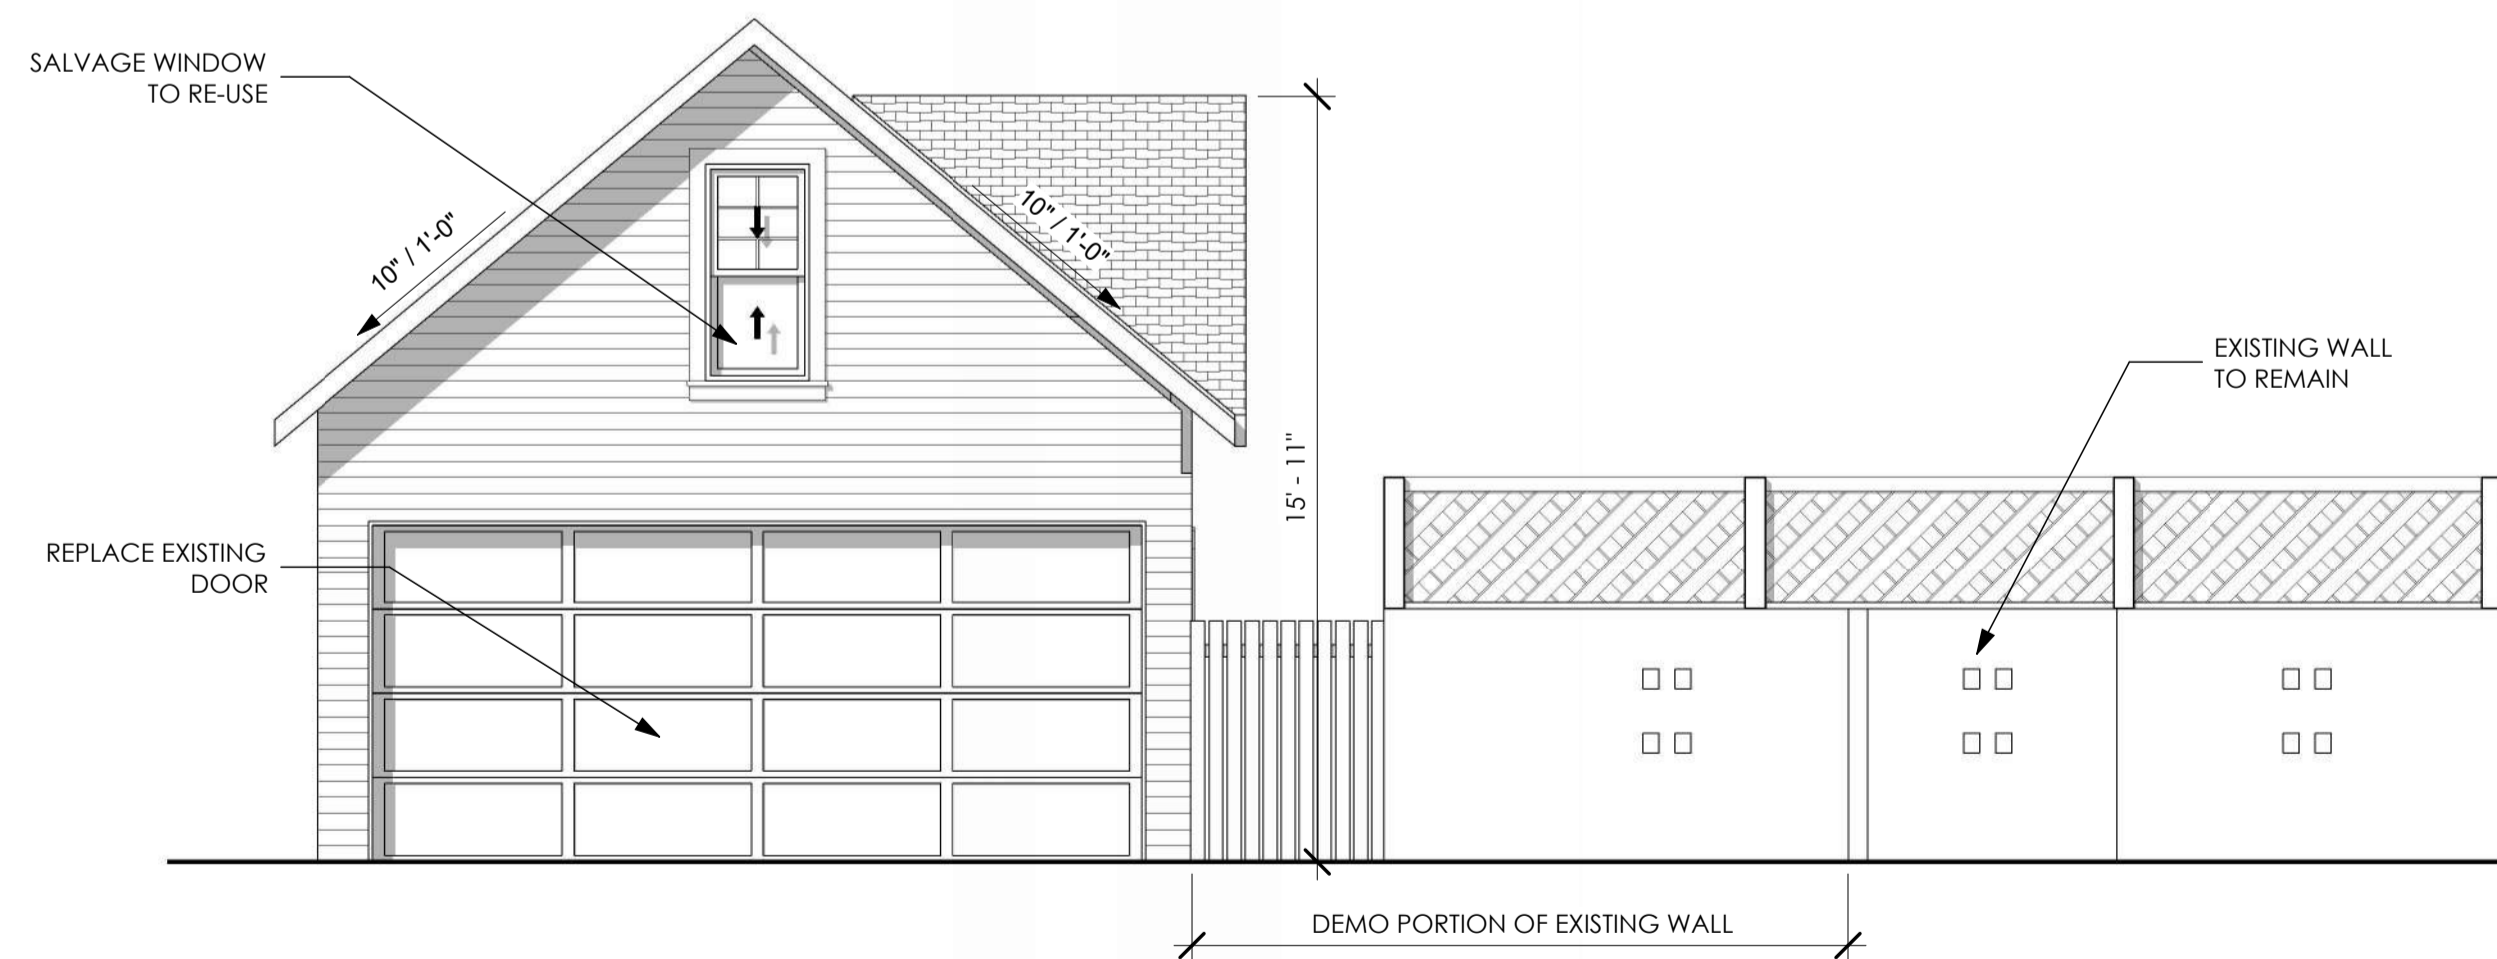 SALVAGE WINDOW
TO RE-USE
10" / 1'-0"
10" / 1'-0"
EXISTING WALL
TO REMAIN
15' - 11"
REPLACE EXISTING
DOOR
DEMO PORTION OF EXISTING WALL